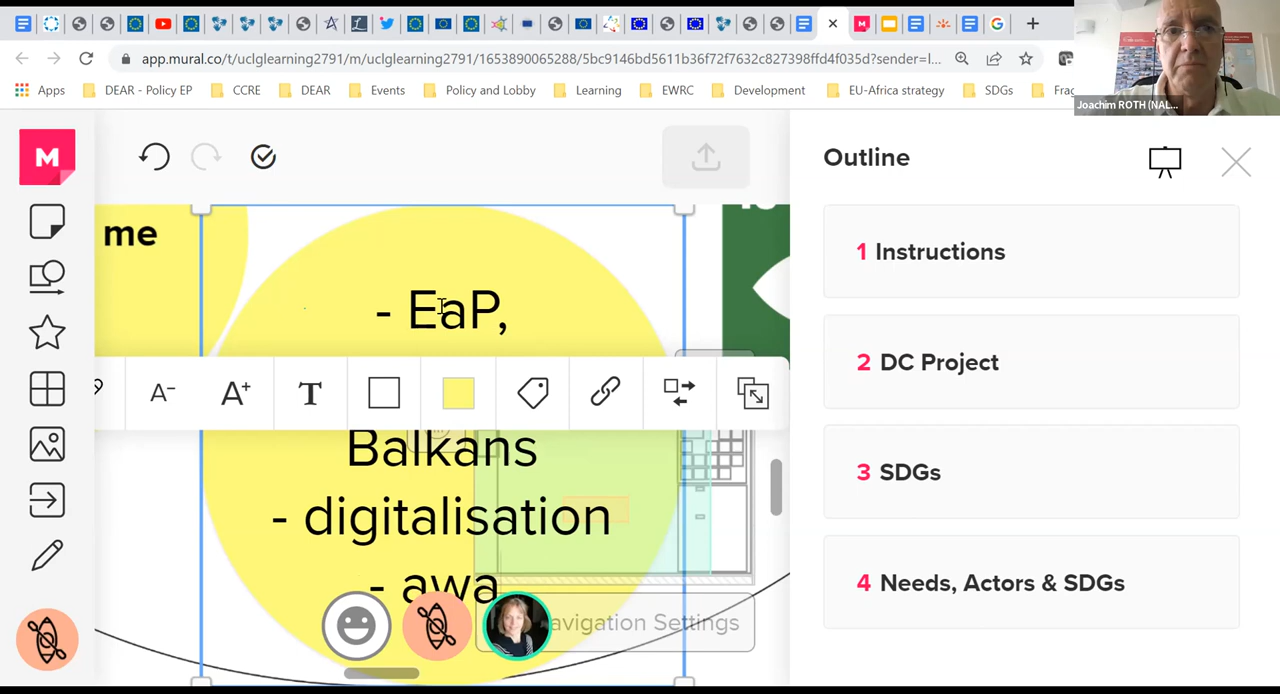 app.mural.co/t/uclglearning2791/m/uclglearning2791/1653890065288/5bc9146bd5611b36f72f7632c827398ffd4f035d?sender=I...
Apps
DEAR - Policy EP
CCRE
DEAR
Events
Policy and Lobby
Learning
EWRC
Development
EU-Africa strategy
SDGs
Frag
Joachim ROTH (NAL...
M
Outline
me
1 Instructions
- EaP,
2 DC Project
A−
A+
T
Balkans
3 SDGs
- digitalisation
- awa
4 Needs, Actors & SDGs
avigation Settings